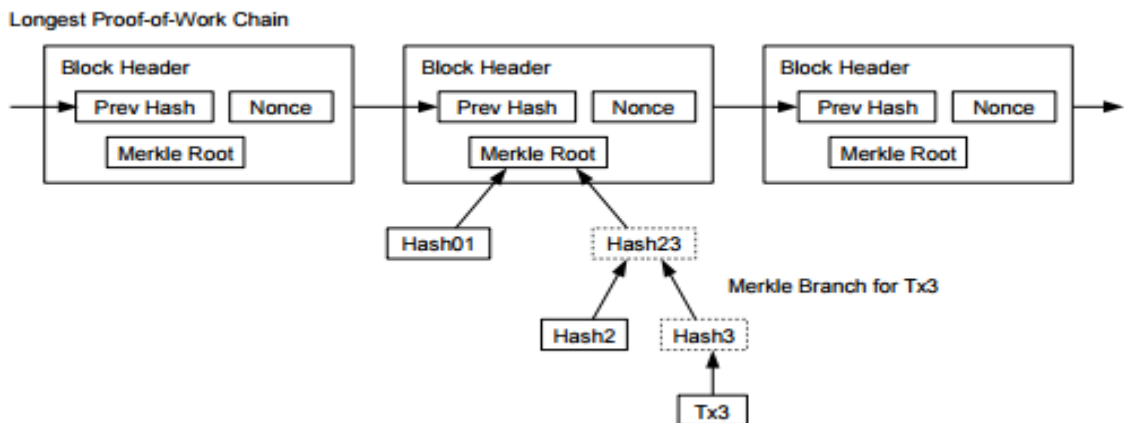 Longest Proof-of-Work Chain
Block Header
Block Header
Block Header
Prev Hash
Nonce
Prev Hash
Nonce
Prev Hash
Nonce
Merkle Root
Merkle Root
Merkle Root
Hash01
Hash23
Merkle Branch for Tx3
Hash2
Hash3
Tx3